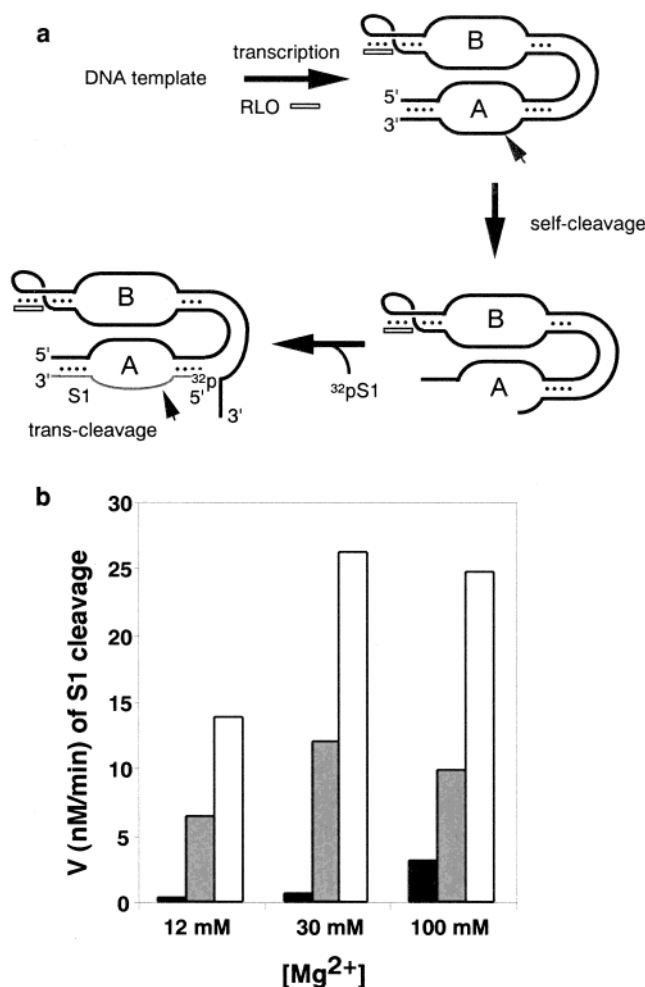 a
transcription
DNA template
RLO
B
5'
3'
A
self-cleavage
B
5'
3'
A
S1
32p
5'
3'
trans-cleavage
32pS1
B
A
b
V (nM/min) of S1 cleavage
30
25
20
15
10
5
0
12 mM 30 mM 100 mM
[Mg2+]